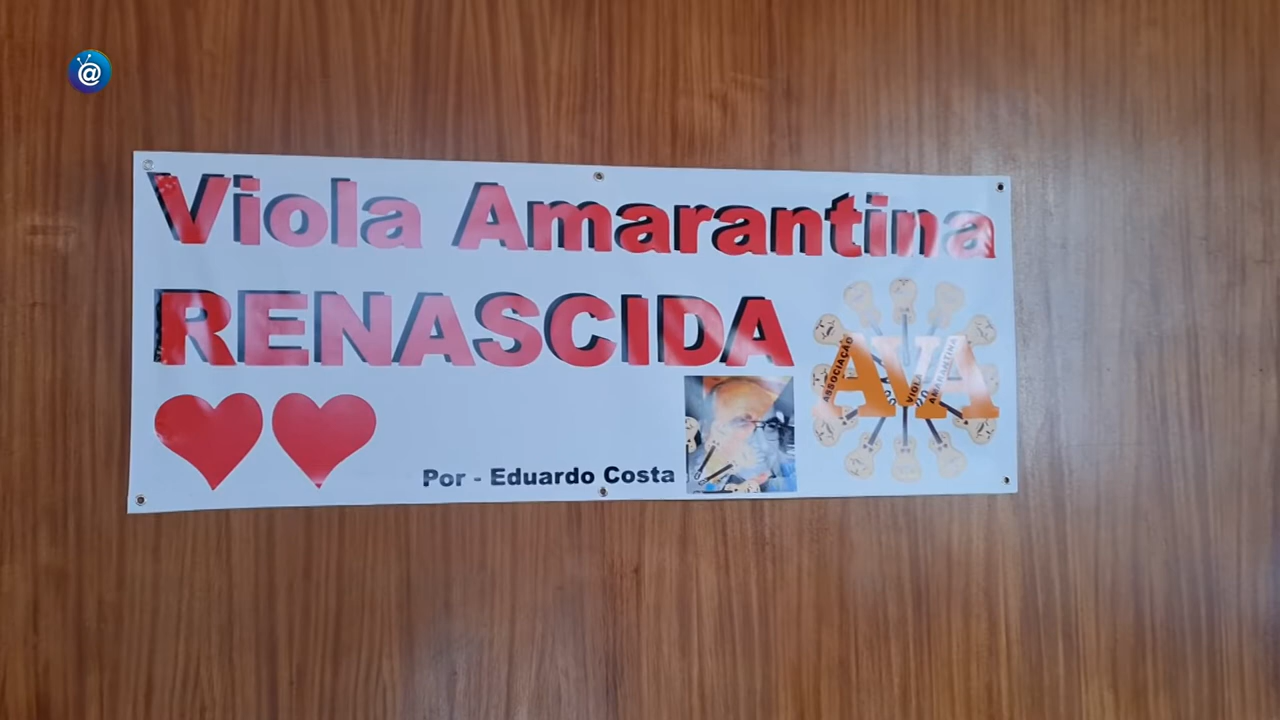 @
Viola Amarantina
RENASCIDA
AVA
ASSOCIAÇÃO
VIOLA
AMARANTINA
Por - Eduardo Costa